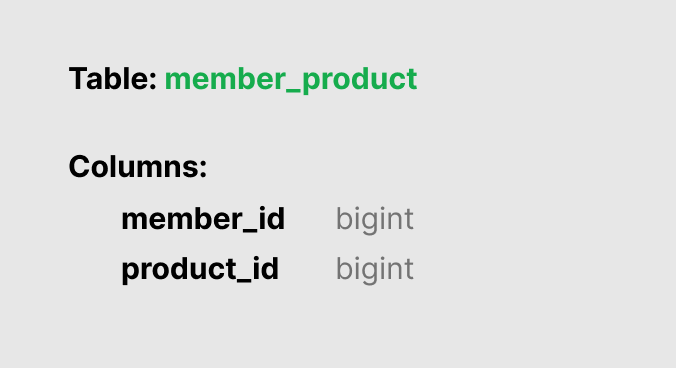 Table: member_product
Columns:
member_id bigint
product_id bigint